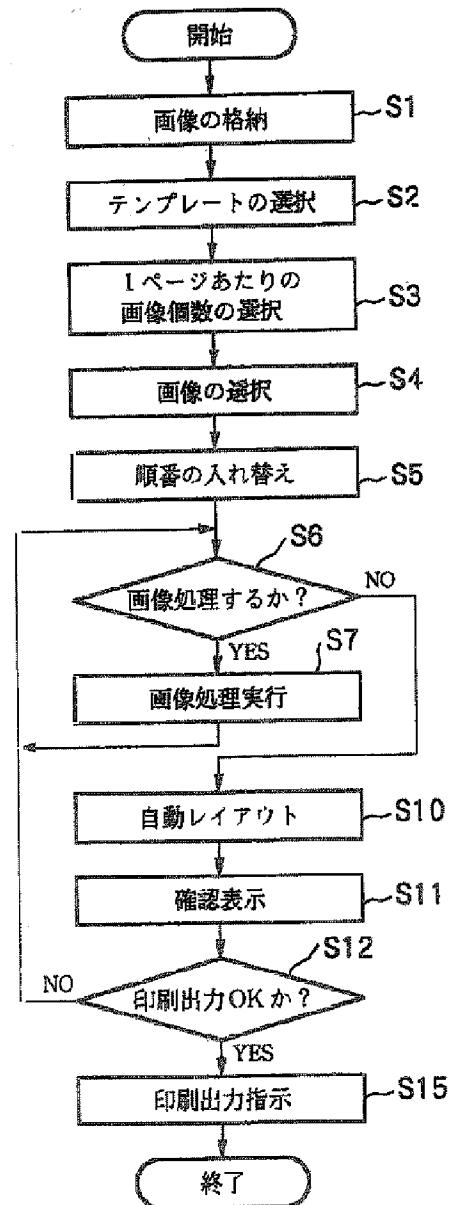 開始
画像の格納
S1
テンプレートの選択
S2
1ページあたりの
画像個数の選択
S3
画像の選択
S4
順番の入れ替え
S5
S6
画像処理するか?
NO
YES
S7
画像処理実行
自動レイアウト
S10
確認表示
S11
S12
NO
印刷出力OKか?
YES
印刷出力指示
S15
終了